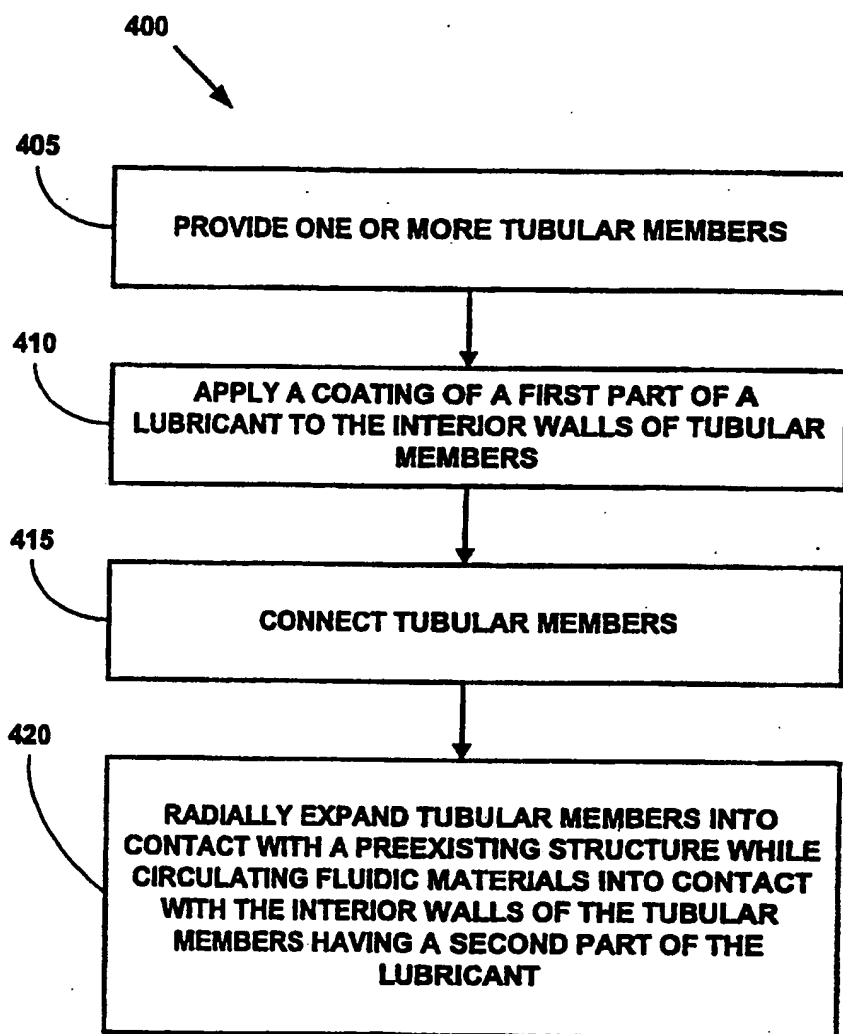 400
405
PROVIDE ONE OR MORE TUBULAR MEMBERS
410
APPLY A COATING OF A FIRST PART OF A
LUBRICANT TO THE INTERIOR WALLS OF TUBULAR
MEMBERS
415
CONNECT TUBULAR MEMBERS
420
RADIALLY EXPAND TUBULAR MEMBERS INTO
CONTACT WITH A PREEXISTING STRUCTURE WHILE
CIRCULATING FLUIDIC MATERIALS INTO CONTACT
WITH THE INTERIOR WALLS OF THE TUBULAR
MEMBERS HAVING A SECOND PART OF THE
LUBRICANT